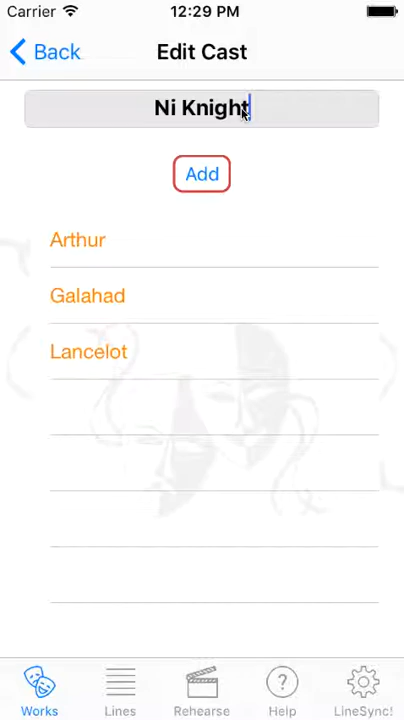 Carrier 12:29 PM
Back Edit Cast
Ni Knight
Add
Arthur
Galahad
Lancelot
Works Lines Rehearse Help LineSync!